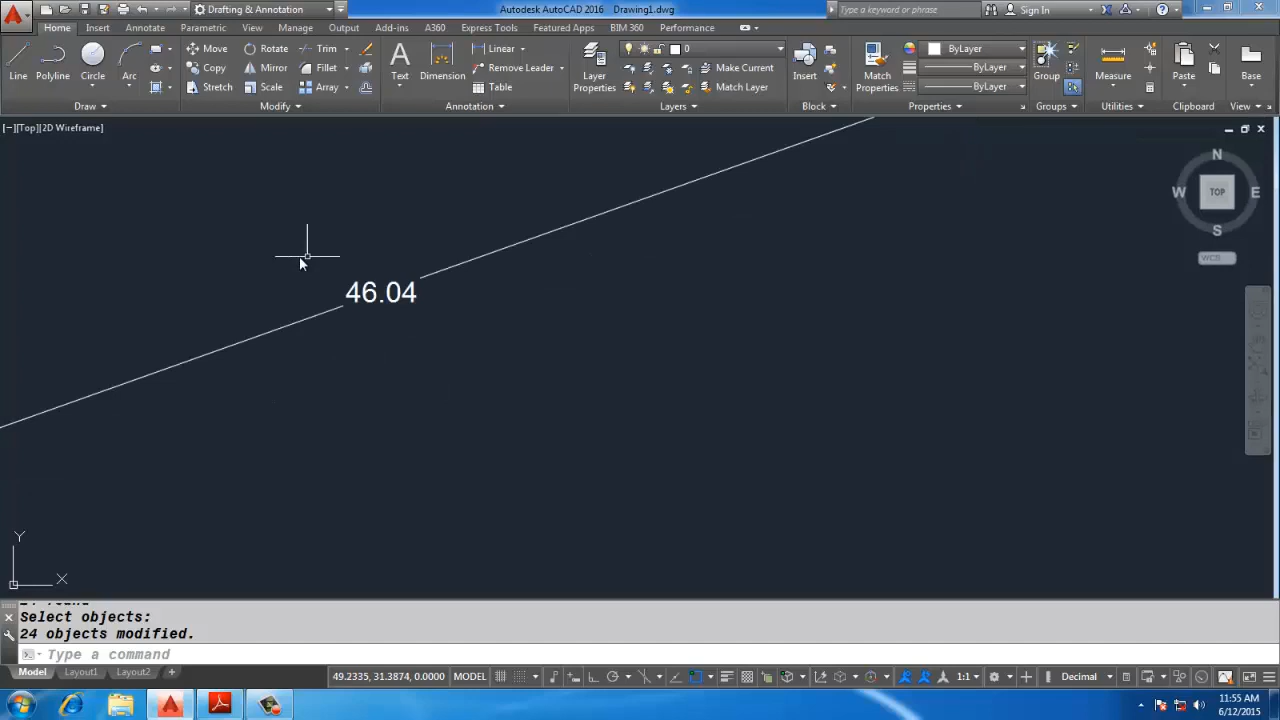 Drafting & Annotation
Autodesk AutoCAD 2016 Drawing1.dwg
Type a keyword or phrase
Sign In
Home Insert Annotate Parametric View Manage Output Add-ins A360 Express Tools Featured Apps BIM 360 Performance
Line Polyline Circle Arc
Move Rotate Trim
Copy Mirror Fillet
Stretch Scale Array
Text Dimension
Linear
Quick Leader
Table
Layer
Properties
0
Make Current
Match Layer
Insert
Match
Properties
ByLayer
ByLayer
ByLayer
Group
Measure
Paste
Base
Draw Modify Annotation Layers Block Properties Groups Utilities Clipboard View
[−][Top][2D Wireframe]
N
W TOP E
S
WCS
46.04
Y
X
Select objects:
24 objects modified.
Type a command
Model Layout1 Layout2 +
49.2335, 31.3874, 0.0000 MODEL 1:1 Decimal
11:55 AM
6/12/2015